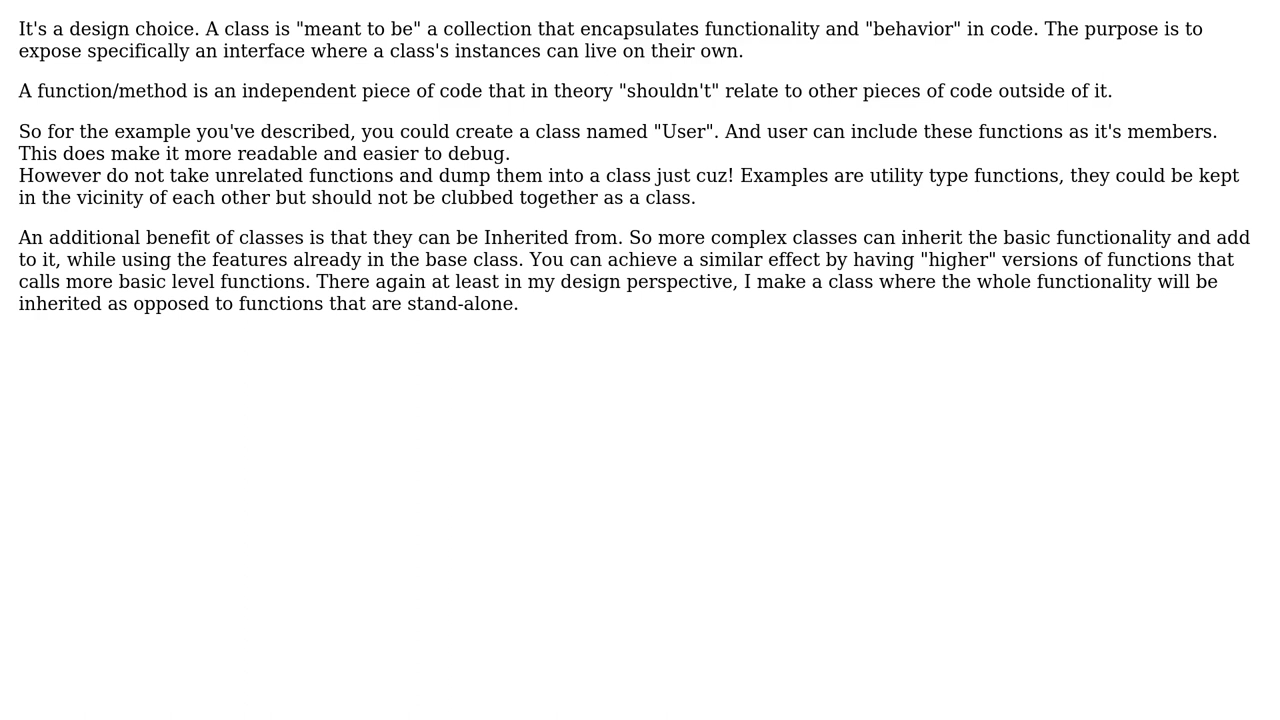 It's a design choice. A class is "meant to be" a collection that encapsulates functionality and "behavior" in code. The purpose is to
expose specifically an interface where a class's instances can live on their own.
A function/method is an independent piece of code that in theory "shouldn't" relate to other pieces of code outside of it.
So for the example you've described, you could create a class named "User". And user can include these functions as it's members.
This does make it more readable and easier to debug.
However do not take unrelated functions and dump them into a class just cuz! Examples are utility type functions, they could be kept
in the vicinity of each other but should not be clubbed together as a class.
An additional benefit of classes is that they can be Inherited from. So more complex classes can inherit the basic functionality and add
to it, while using the features already in the base class. You can achieve a similar effect by having "higher" versions of functions that
calls more basic level functions. There again at least in my design perspective, I make a class where the whole functionality will be
inherited as opposed to functions that are stand-alone.